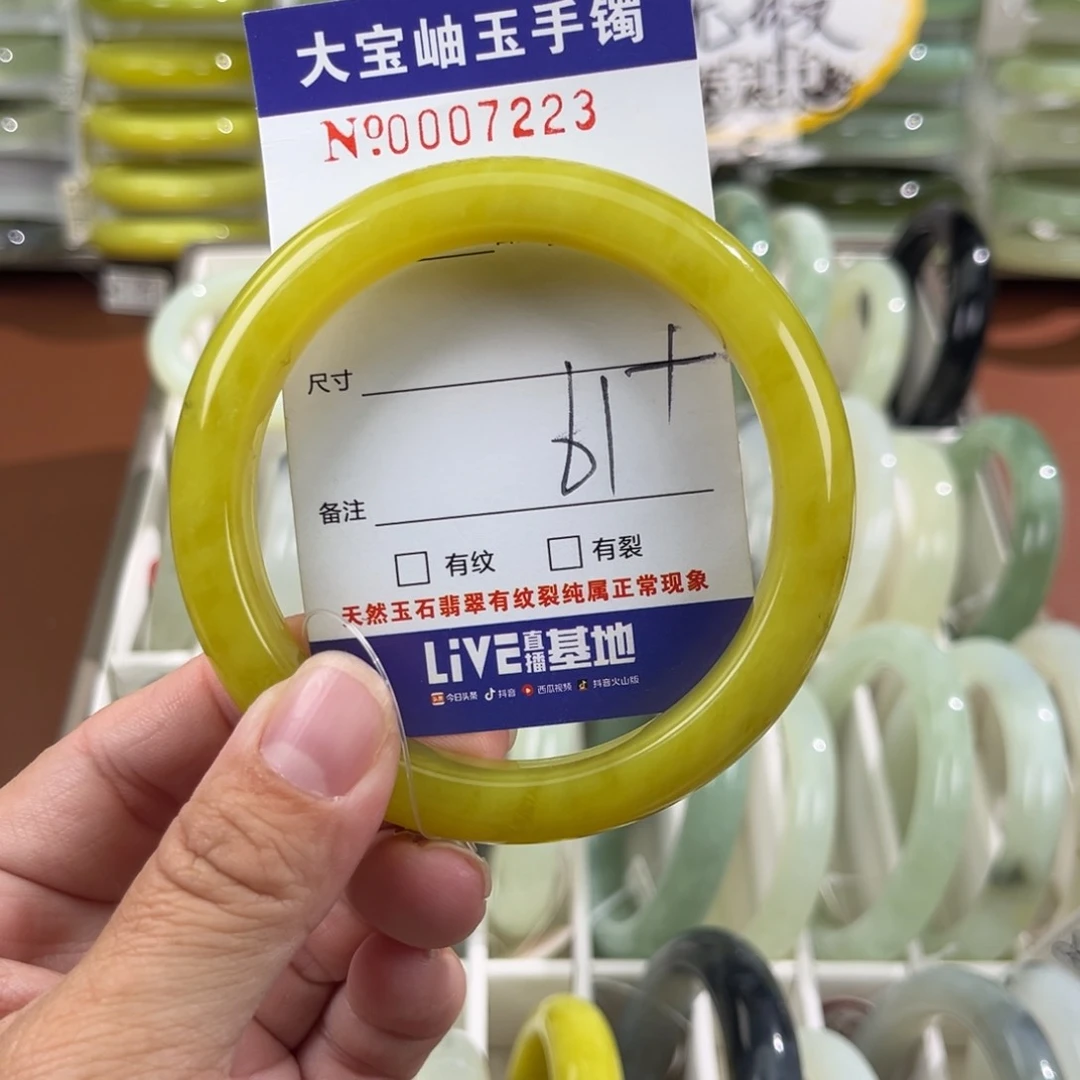 大宝岫玉手镯
№0007223
尺寸
61+
备注
有纹 有裂
天然玉石翡翠有纹裂纯属正常现象
LiVE直播基地
今日头条 抖音 西瓜视频 抖音火山版